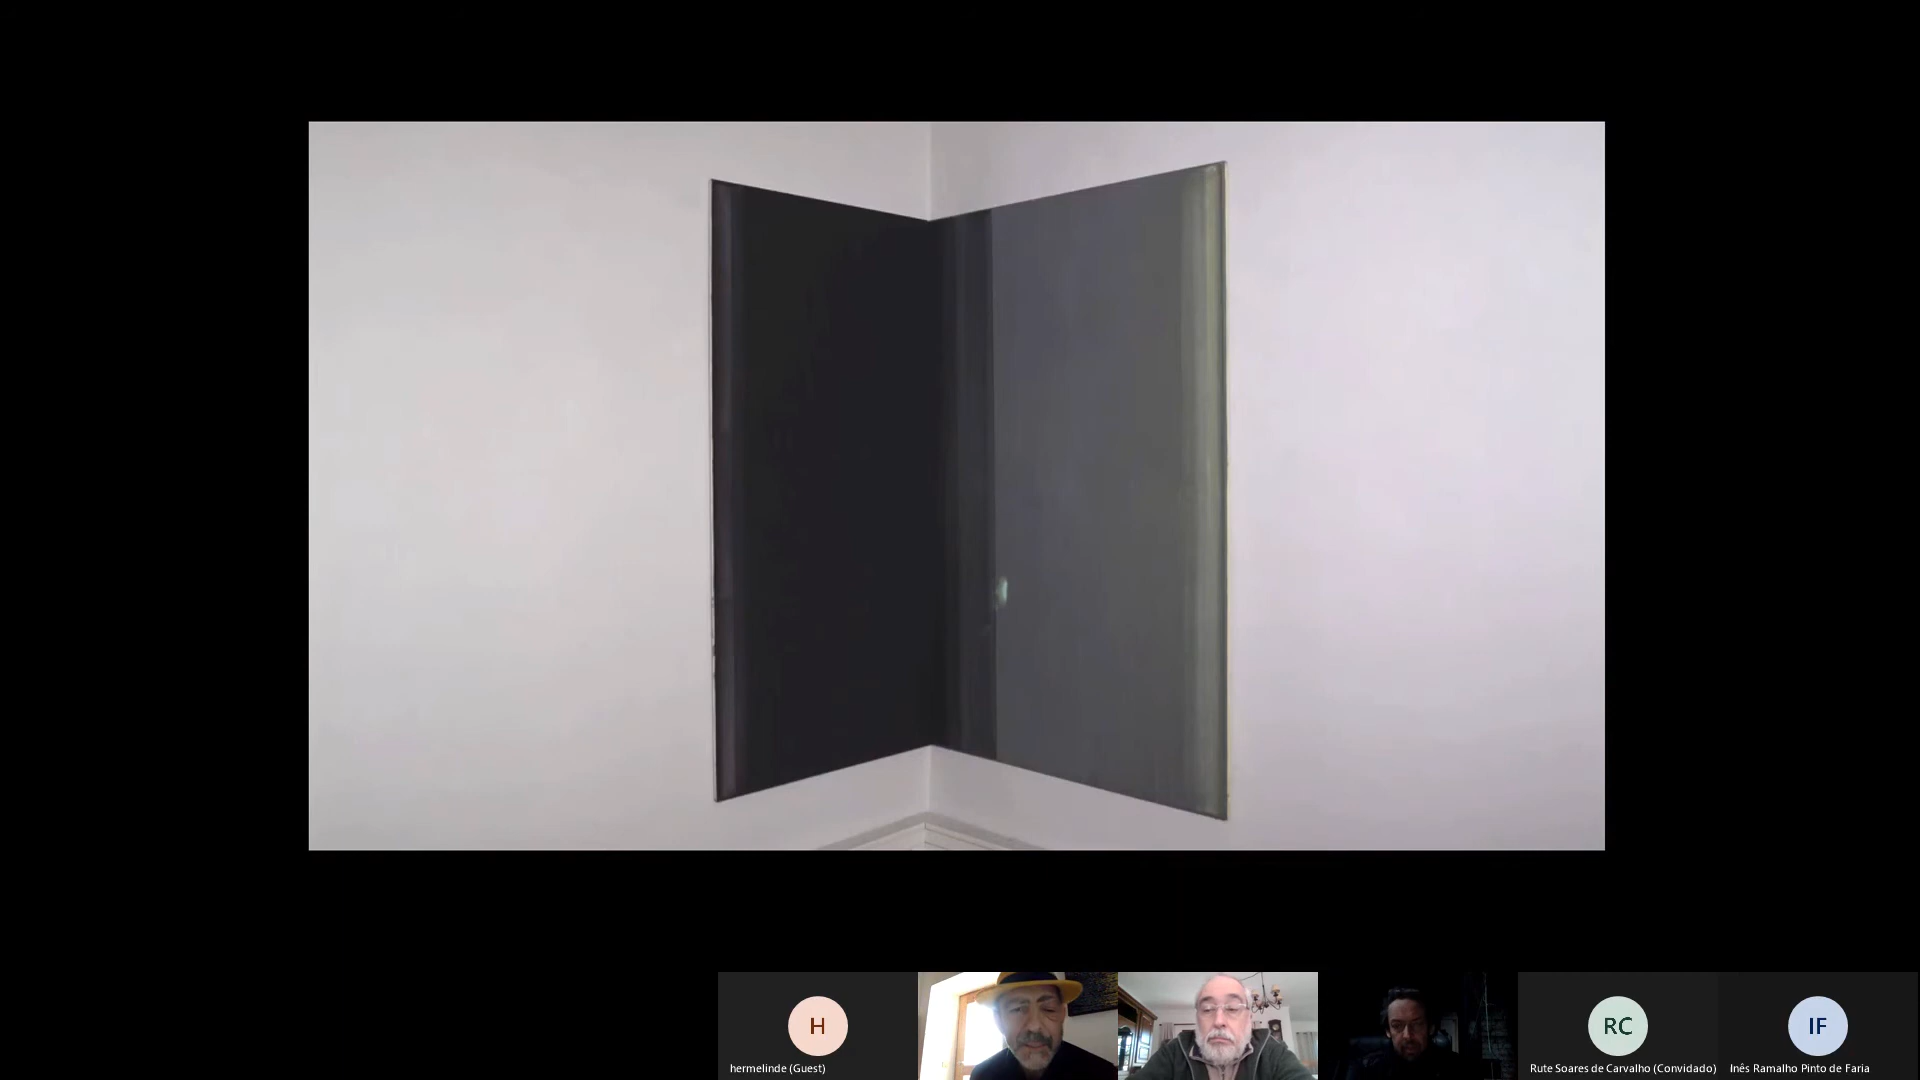 H
hermelinde (Guest)
RC
Rute Soares de Carvalho (Convidado)
IF
Inês Ramalho Pinto de Faria